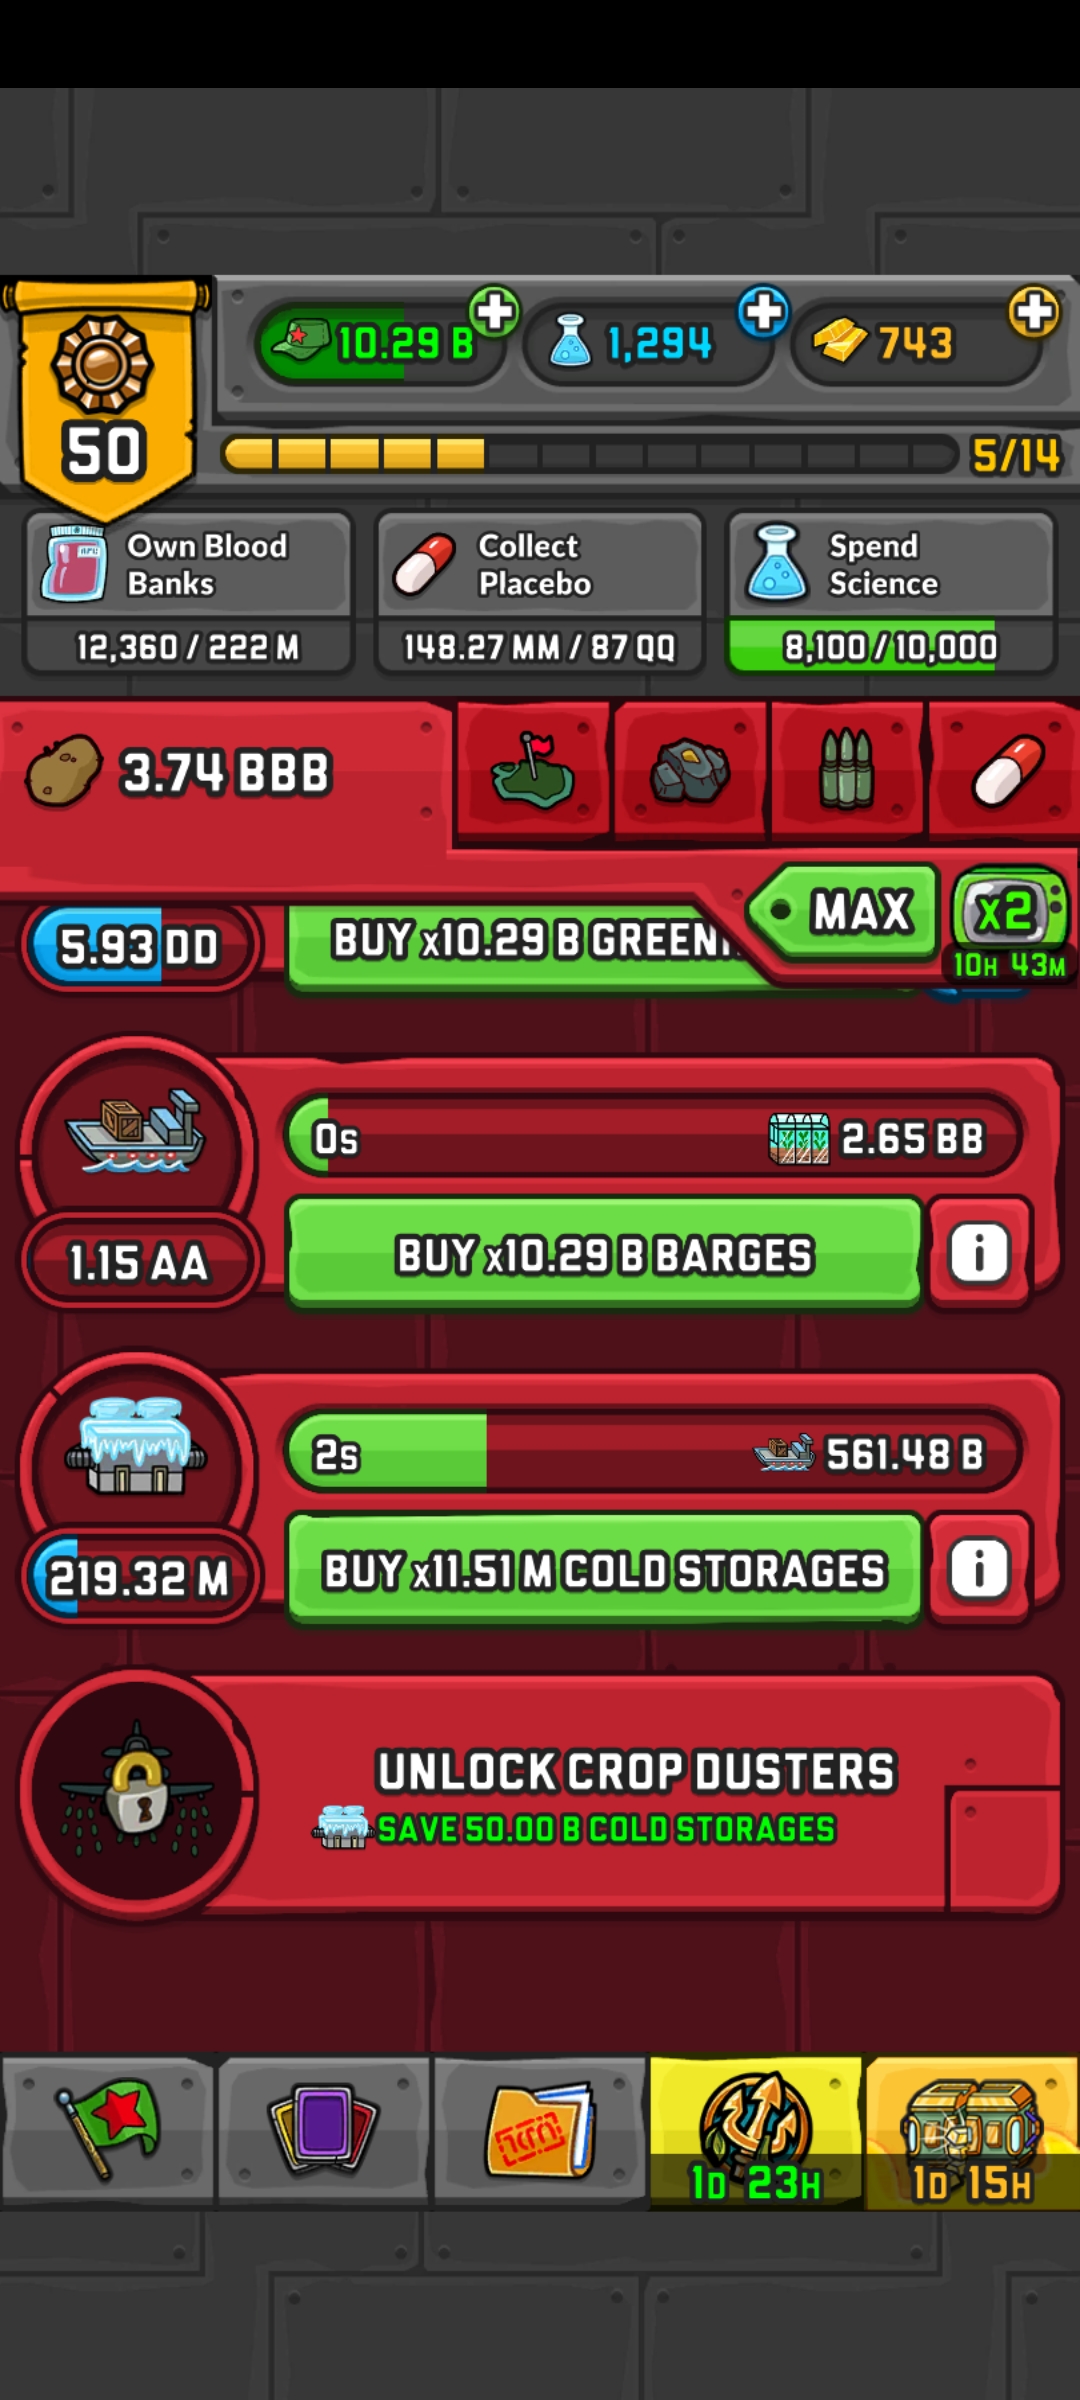 10.29 B
1,294
743
50
5/14
Own Blood
Banks
12,360 / 222 M
Collect
Placebo
148.27 MM / 87 QQ
Spend
Science
8,100 / 10,000
3.74 BBB
MAX
x2
10H 43M
5.93 DD
BUY x10.29 B
0s
2.65 BB
1.15 AA
BUY x10.29 B BARGES
i
2s
561.48 B
219.32 M
BUY x11.51 M COLD STORAGES
i
UNLOCK CROP DUSTERS
SAVE 50.00 B COLD STORAGES
1D 23H
1D 15H